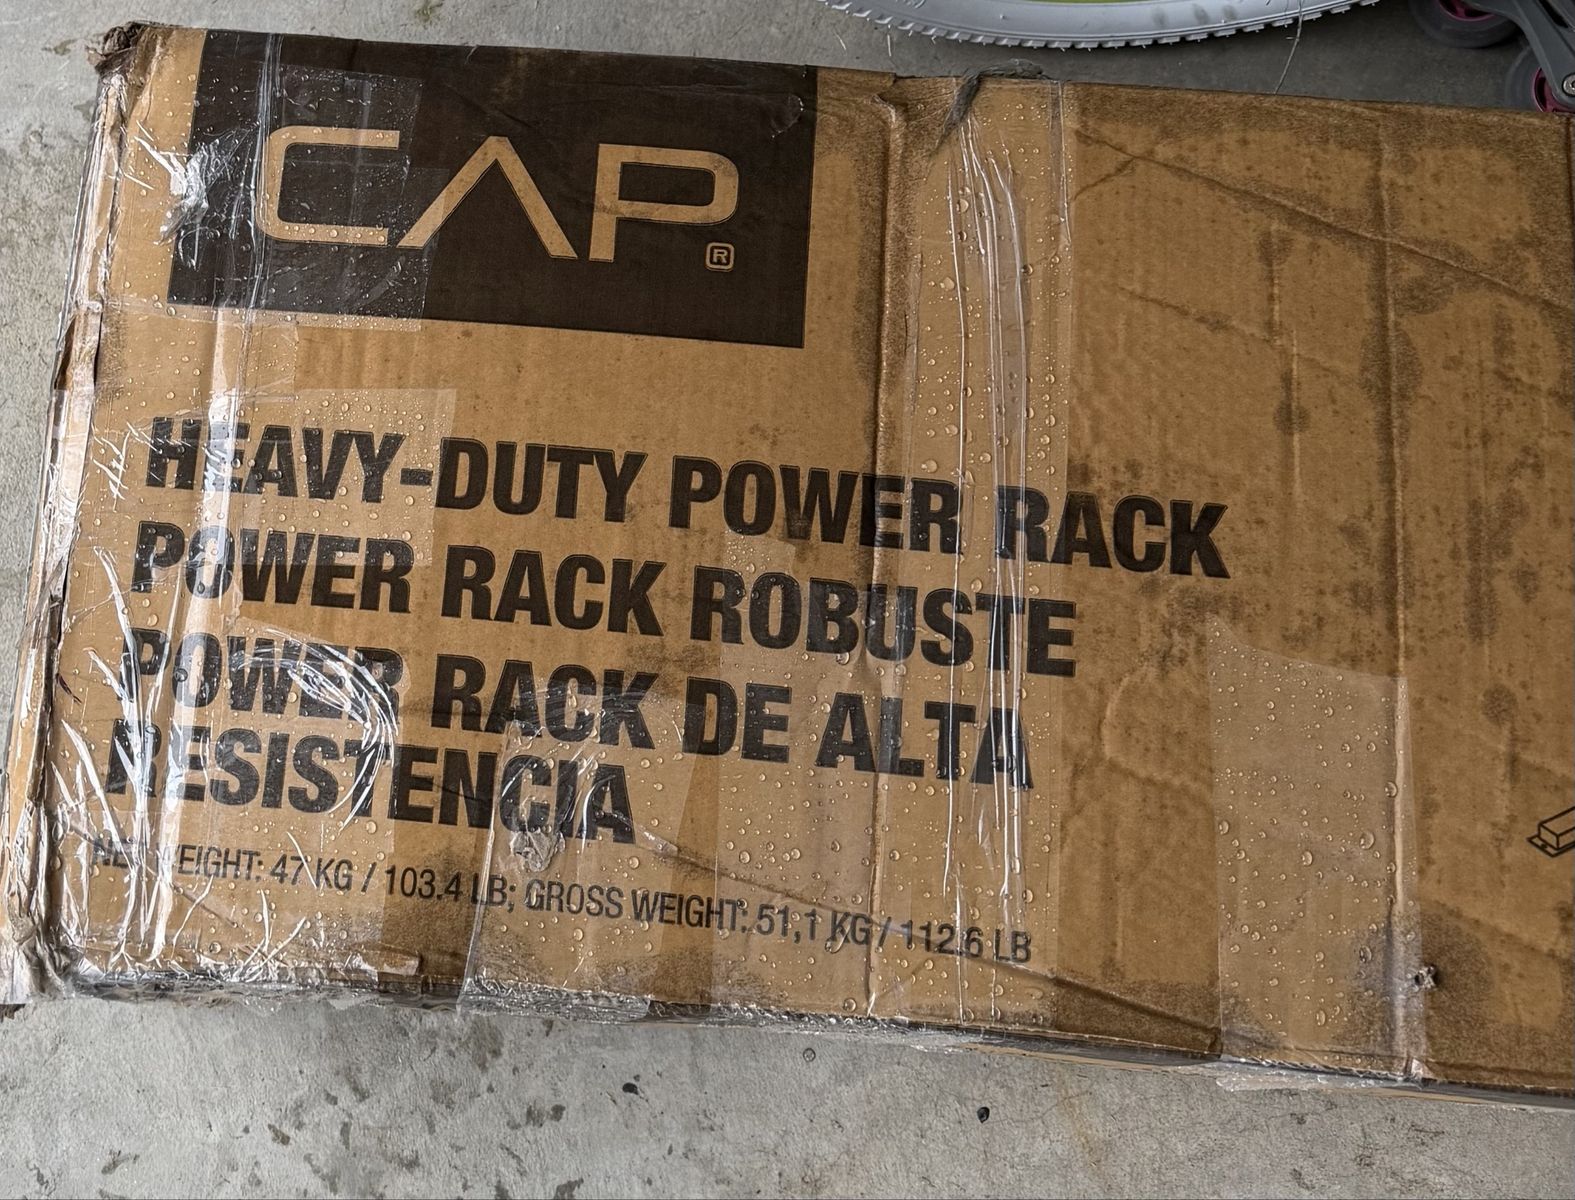 CAP®
HEAVY-DUTY POWER RACK
POWER RACK ROBUSTE
POWER RACK DE ALTA
RESISTENCIA
NET WEIGHT: 47 KG / 103.4 LB; GROSS WEIGHT: 51,1 KG / 112.6 LB